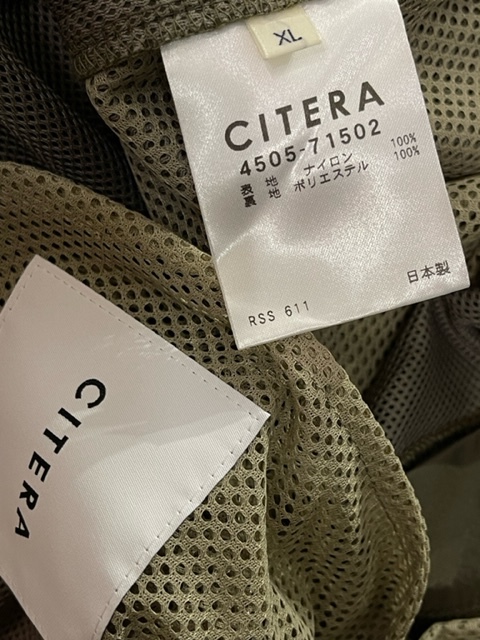 XL
CITERA
4505-71502
表 地 ナイロン 100%
裏 地 ポリエステル 100%
日本製
RSS 611
CITERA